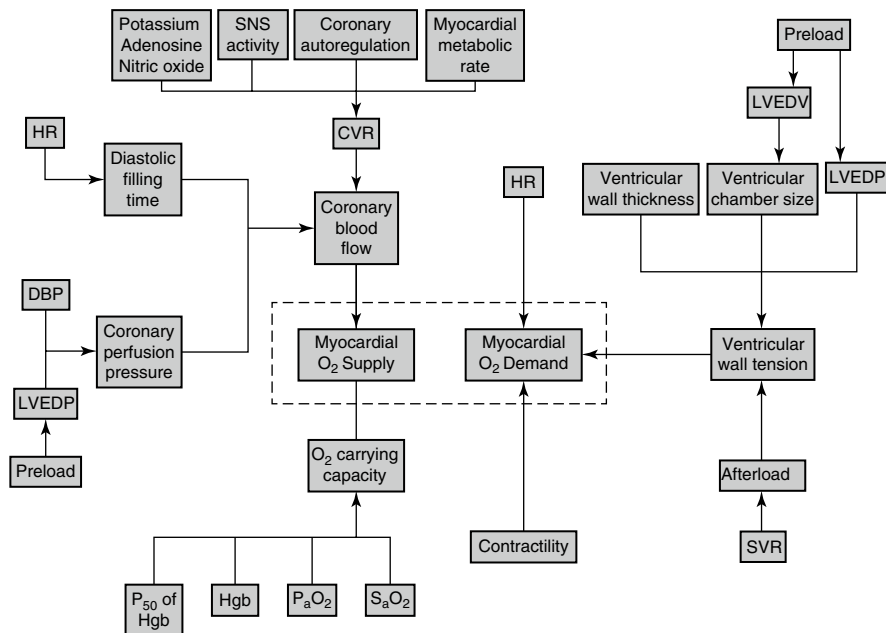 Potassium
Adenosine
Nitric oxide
SNS
activity
Coronary
autoregulation
Myocardial
metabolic
rate
Preload
LVEDV
HR
CVR
Diastolic
filling
time
Ventricular
wall thickness
Ventricular
chamber size
LVEDP
HR
Coronary
blood
flow
DBP
Coronary
perfusion
pressure
Myocardial
O₂ Supply
Myocardial
O₂ Demand
Ventricular
wall tension
LVEDP
Preload
O₂ carrying
capacity
Afterload
Contractility
SVR
P₅₀ of
Hgb
Hgb
PₐO₂
SₐO₂